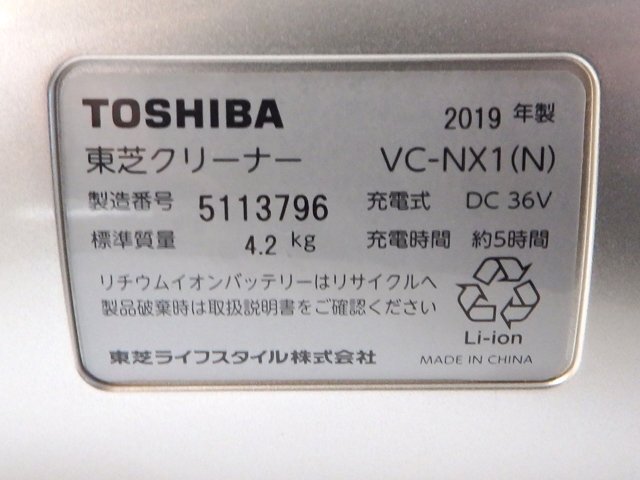 TOSHIBA 2019 年製
東芝クリーナー VC-NX1(N)
製造番号 5113796 充電式 DC 36V
標準質量 4.2 kg 充電時間 約5時間
リチウムイオンバッテリーはリサイクルへ
製品破棄時は取扱説明書をご確認ください
Li-ion
東芝ライフスタイル株式会社 MADE IN CHINA